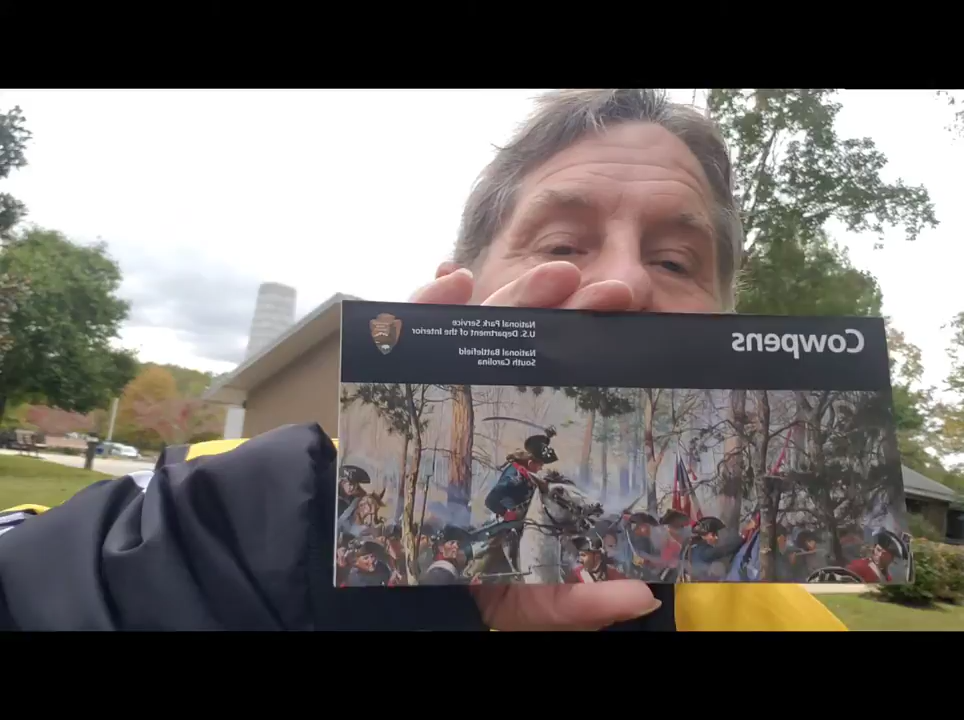 Cowpens
National Park Service
U.S. Department of the Interior
National Battlefield
South Carolina